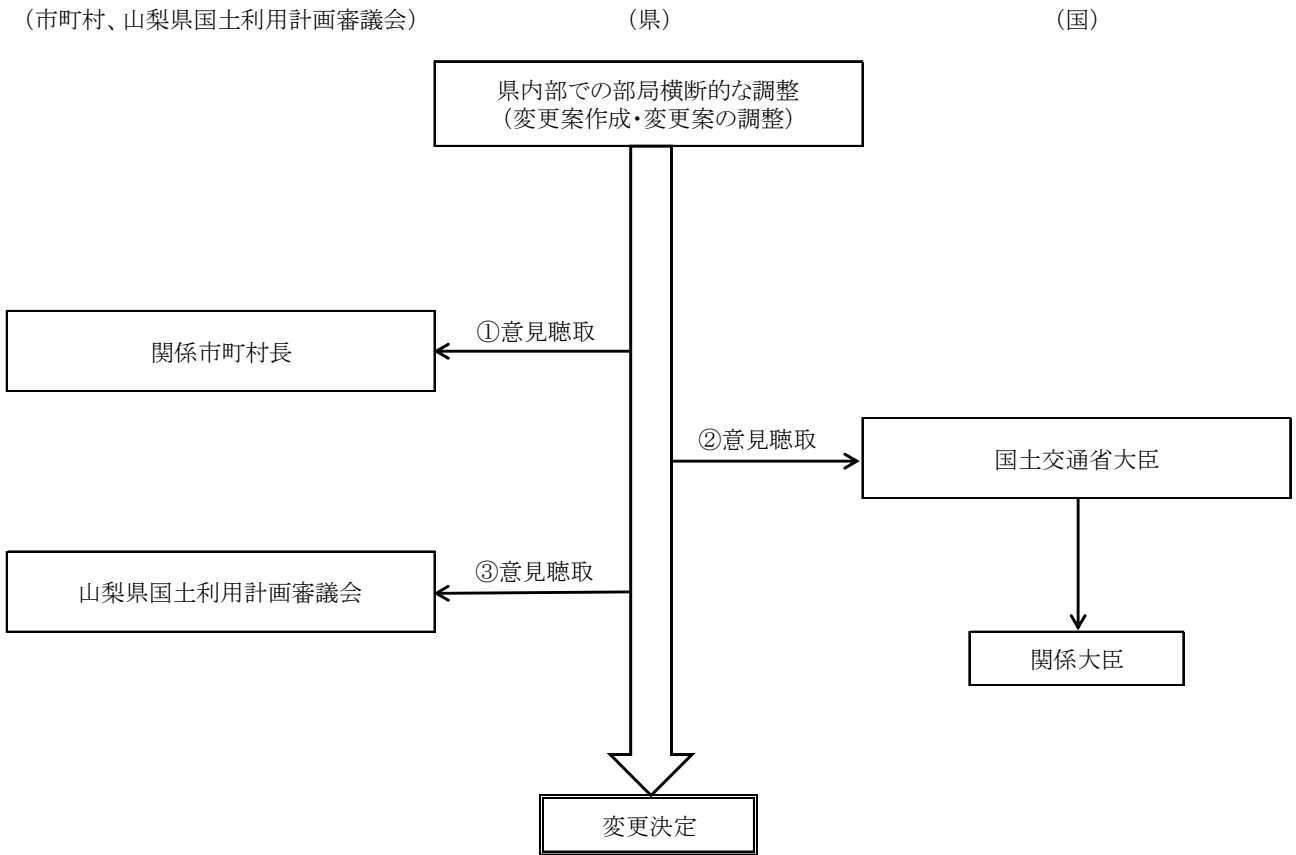 （市町村、山梨県国土利用計画審議会）
（県）
（国）
県内部での部局横断的な調整
（変更案作成・変更案の調整）
①意見聴取
関係市町村長
②意見聴取
国土交通省大臣
③意見聴取
山梨県国土利用計画審議会
関係大臣
変更決定